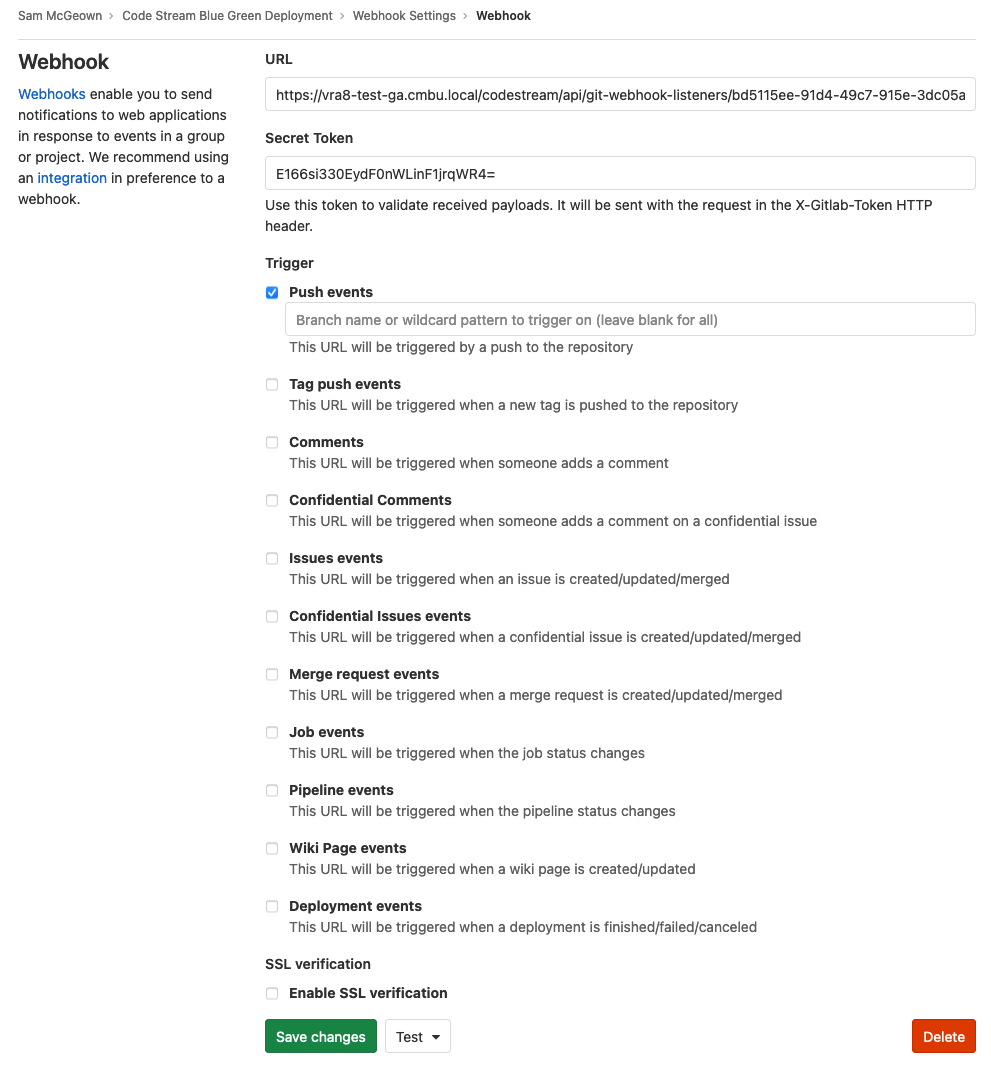 Sam McGeown › Code Stream Blue Green Deployment › Webhook Settings › Webhook
Webhook
Webhooks enable you to send
notifications to web applications
in response to events in a group
or project. We recommend using
an integration in preference to a
webhook.
URL
https://vra8-test-ga.cmbu.local/codestream/api/git-webhook-listeners/bd5115ee-91d4-49c7-915e-3dc05a
Secret Token
E166si330EydF0nWLinF1jrqWR4=
Use this token to validate received payloads. It will be sent with the request in the X-Gitlab-Token HTTP
header.
Trigger
Push events
Branch name or wildcard pattern to trigger on (leave blank for all)
This URL will be triggered by a push to the repository
Tag push events
This URL will be triggered when a new tag is pushed to the repository
Comments
This URL will be triggered when someone adds a comment
Confidential Comments
This URL will be triggered when someone adds a comment on a confidential issue
Issues events
This URL will be triggered when an issue is created/updated/merged
Confidential Issues events
This URL will be triggered when a confidential issue is created/updated/merged
Merge request events
This URL will be triggered when a merge request is created/updated/merged
Job events
This URL will be triggered when the job status changes
Pipeline events
This URL will be triggered when the pipeline status changes
Wiki Page events
This URL will be triggered when a wiki page is created/updated
Deployment events
This URL will be triggered when a deployment is finished/failed/canceled
SSL verification
Enable SSL verification
Save changes Test Delete